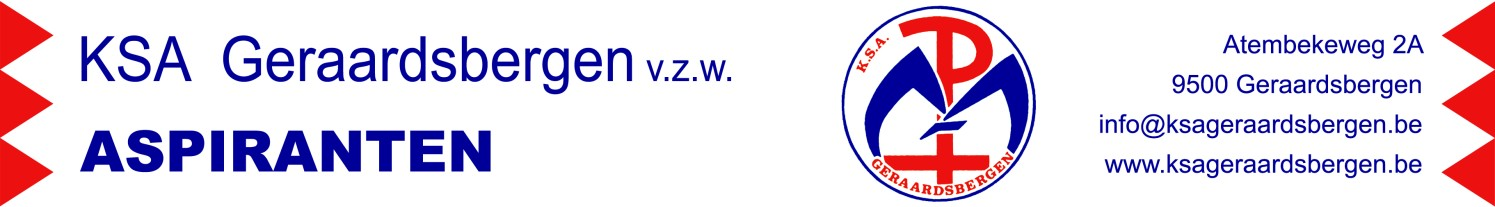 KSA Geraardsbergen v.z.w.
ASPIRANTEN
K.S.A.
GERAARDSBERGEN
Atembekeweg 2A
9500 Geraardsbergen
info@ksageraardsbergen.be
www.ksageraardsbergen.be